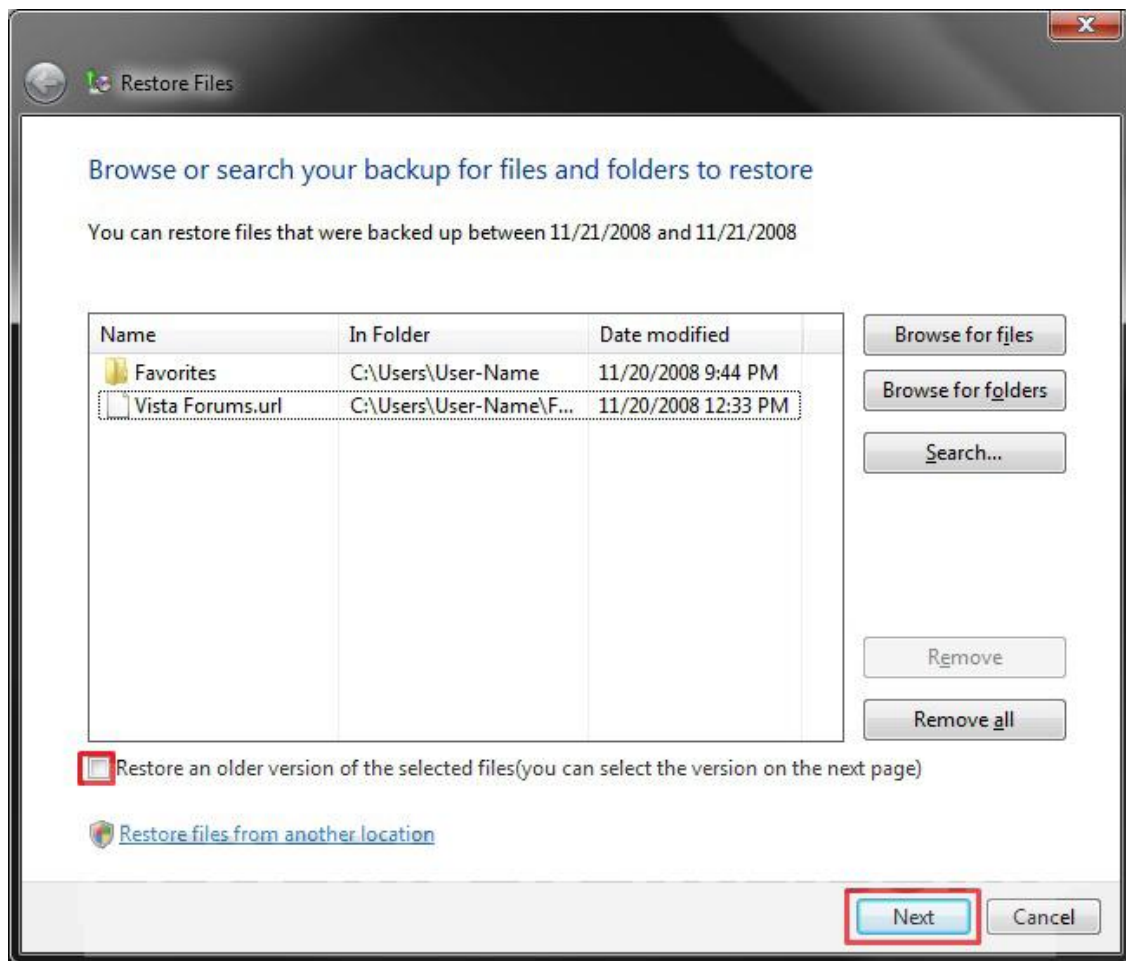 Restore Files
Browse or search your backup for files and folders to restore
You can restore files that were backed up between 11/21/2008 and 11/21/2008
Name In Folder Date modified
Favorites C:\Users\User-Name 11/20/2008 9:44 PM
Vista Forums.url C:\Users\User-Name\F... 11/20/2008 12:33 PM
Browse for files
Browse for folders
Search...
Remove
Remove all
Restore an older version of the selected files(you can select the version on the next page)
Restore files from another location
Next Cancel